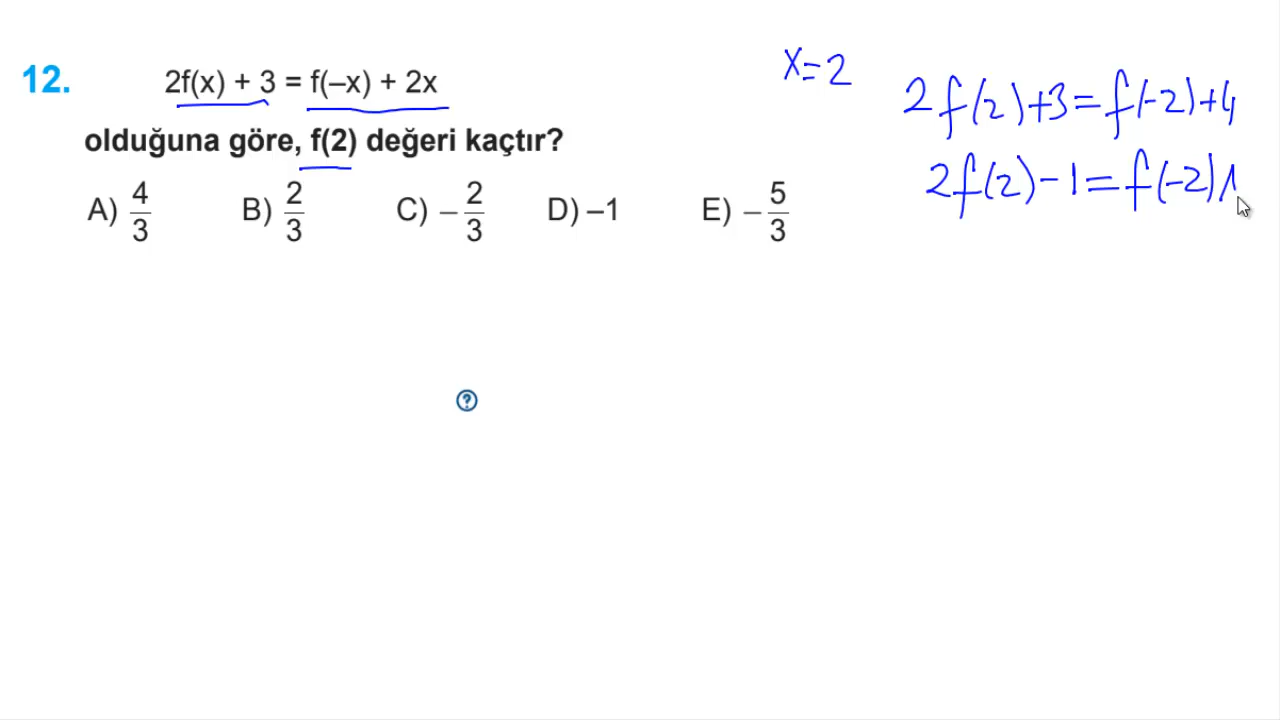 12. 2f(x) + 3 = f(–x) + 2x
olduğuna göre, f(2) değeri kaçtır?
A) 4/3 B) 2/3 C) –2/3 D) –1 E) –5/3
x=2
2f(2)+3=f(-2)+4
2f(2)-1=f(-2)
?